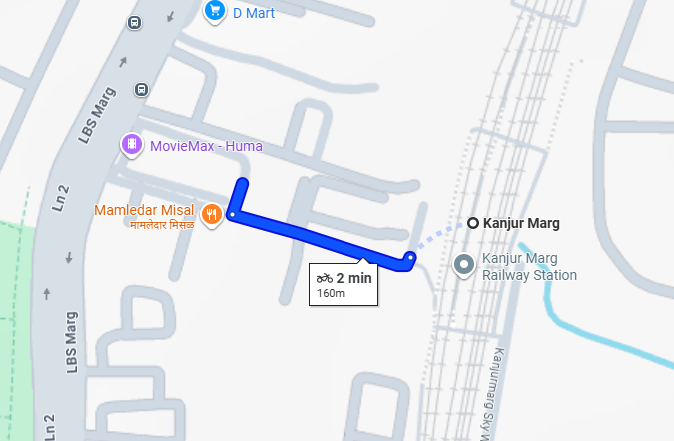 D Mart
LBS Marg
MovieMax - Huma
Ln 2
Mamledar Misal
मामलेदार मिसळ
Kanjur Marg
Kanjur Marg
Railway Station
2 min
160m
LBS Marg
Kanjurmarg Sky W
Ln 2